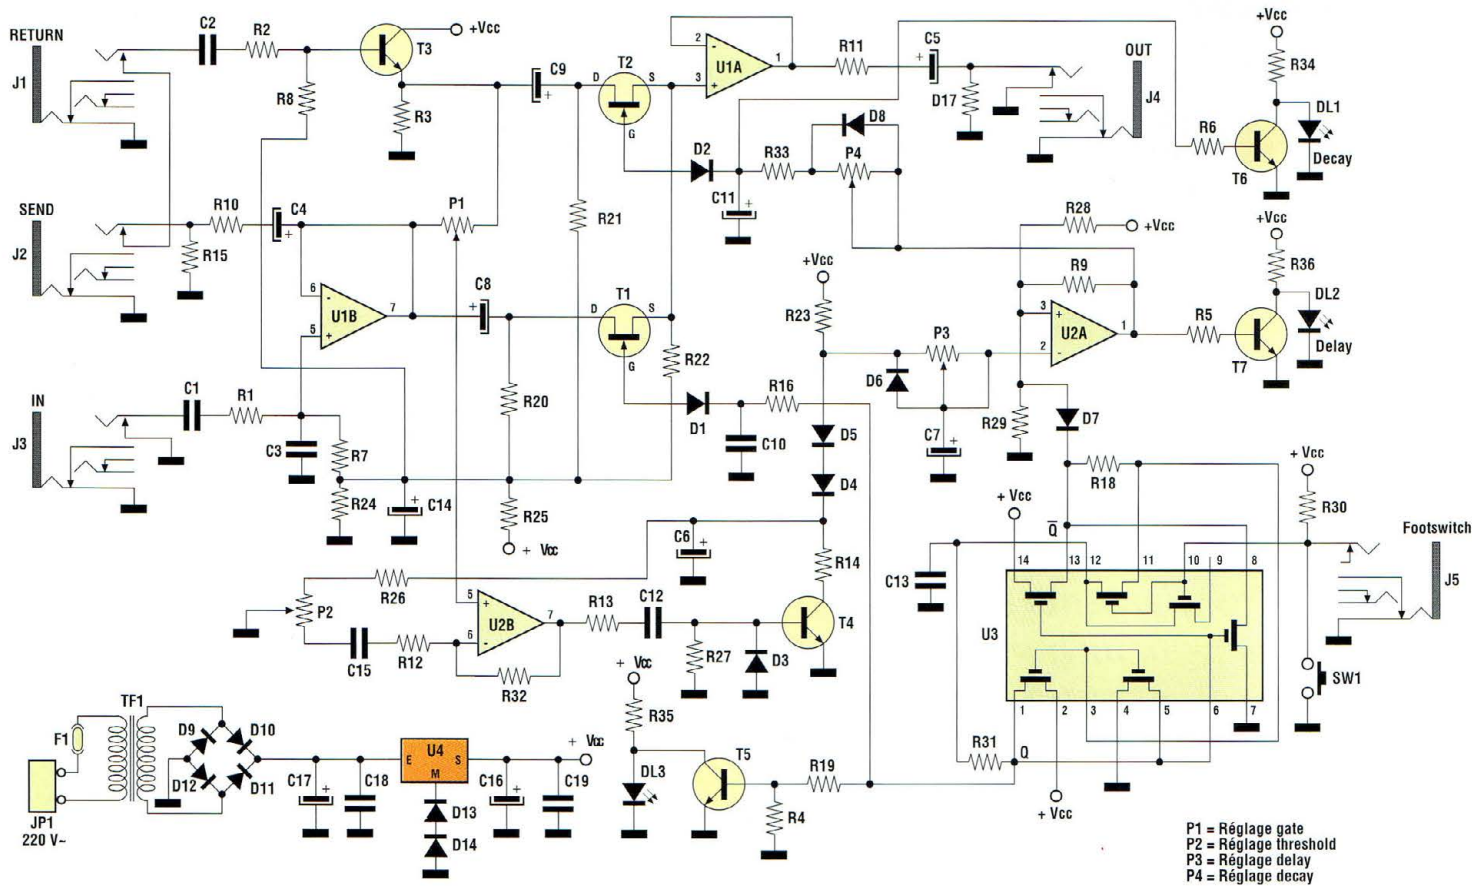 RETURN
J1
C2
R2
T3
+Vcc
R8
R3
C9
D
T2
S
G
2
-
3
+
U1A
1
R11
C5
+
D17
OUT
J4
+Vcc
R34
DL1
R6
T6
Decay
D2
R33
D8
P4
C11
+
SEND
J2
R10
C4
+
R15
P1
R21
R28
+Vcc
R9
+Vcc
R36
DL2
R5
T7
Delay
6
-
5
+
U1B
7
+
C8
D
T1
S
G
R22
+Vcc
R23
P3
D6
C7
+
3
+
2
-
U2A
1
R29
D7
IN
J3
C1
R1
C3
R7
R24
C14
+
R20
R25
+ Vcc
D1
R16
C10
D5
D4
R14
C6
+
R26
P2
C15
R12
5
+
6
-
U2B
7
R32
R13
C12
R27
D3
T4
+ Vcc
R18
Q
14
13
12
11
10
9
8
U3
1
2
3
4
5
6
7
C13
R31
Q
+ Vcc
+ Vcc
R30
Footswitch
J5
SW1
+ Vcc
R35
DL3
T5
R19
R4
F1
JP1
220 V~
TF1
D9
D10
D12
D11
C17
+
C18
E
U4
S
M
D13
D14
C16
+
C19
+ Vcc
P1 = Réglage gate
P2 = Réglage threshold
P3 = Réglage delay
P4 = Réglage decay